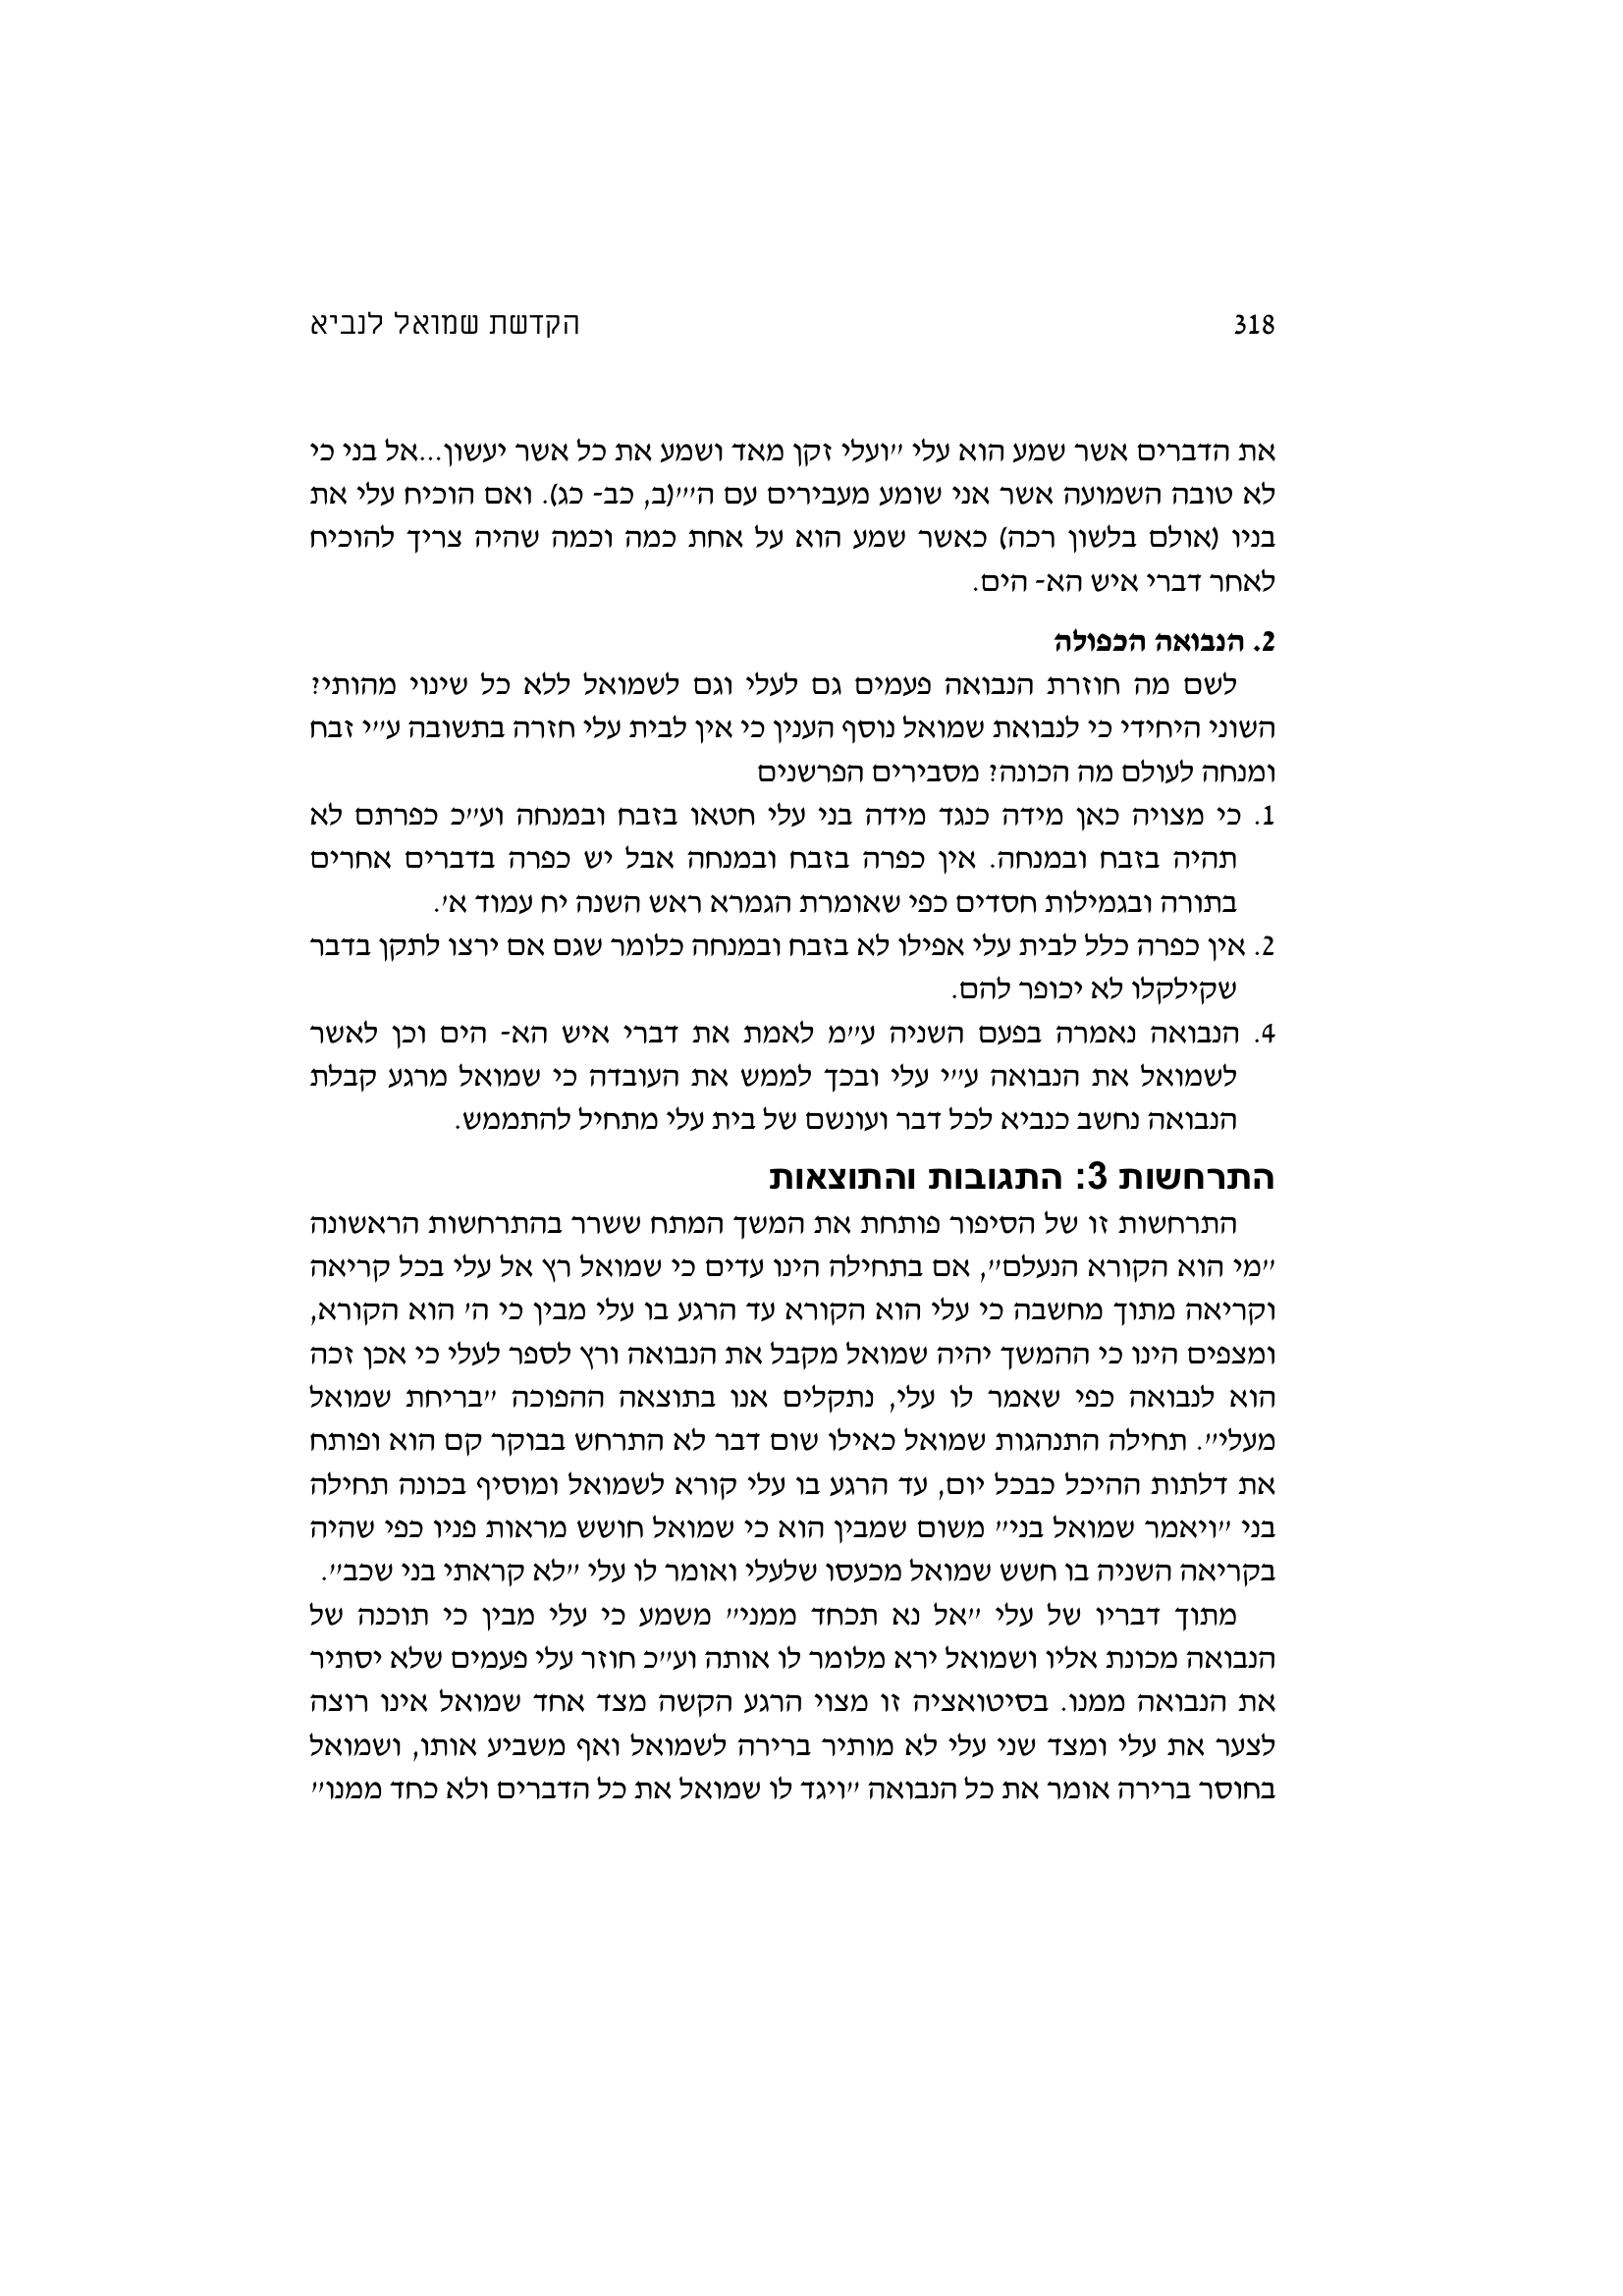 318 הקדשת שמואל לנביא
את הדברים אשר שמע הוא עלי "ועלי זקן מאד ושמע את כל אשר יעשון...אל בני כי
לא טובה השמועה אשר אני שומע מעבירים עם ה'"(ב, כב- כג). ואם הוכיח עלי את
בניו (אולם בלשון רכה) כאשר שמע הוא על אחת כמה וכמה שהיה צריך להוכיח
לאחר דברי איש הא- הים.
2. הנבואה הכפולה
לשם מה חוזרת הנבואה פעמים גם לעלי וגם לשמואל ללא כל שינוי מהותי?
השוני היחידי כי לנבואת שמואל נוסף הענין כי אין לבית עלי חזרה בתשובה ע"י זבח
ומנחה לעולם מה הכונה? מסבירים הפרשנים
1. כי מצויה כאן מידה כנגד מידה בני עלי חטאו בזבח ובמנחה וע"כ כפרתם לא
תהיה בזבח ובמנחה. אין כפרה בזבח ובמנחה אבל יש כפרה בדברים אחרים
בתורה ובגמילות חסדים כפי שאומרת הגמרא ראש השנה יח עמוד א'.
2. אין כפרה כלל לבית עלי אפילו לא בזבח ובמנחה כלומר שגם אם ירצו לתקן בדבר
שקילקלו לא יכופר להם.
4. הנבואה נאמרה בפעם השניה ע"מ לאמת את דברי איש הא- הים וכן לאשר
לשמואל את הנבואה ע"י עלי ובכך לממש את העובדה כי שמואל מרגע קבלת
הנבואה נחשב כנביא לכל דבר ועונשם של בית עלי מתחיל להתממש.
התרחשות 3: התגובות והתוצאות
התרחשות זו של הסיפור פותחת את המשך המתח ששרר בהתרחשות הראשונה
"מי הוא הקורא הנעלם", אם בתחילה הינו עדים כי שמואל רץ אל עלי בכל קריאה
וקריאה מתוך מחשבה כי עלי הוא הקורא עד הרגע בו עלי מבין כי ה' הוא הקורא,
ומצפים הינו כי ההמשך יהיה שמואל מקבל את הנבואה ורץ לספר לעלי כי אכן זכה
הוא לנבואה כפי שאמר לו עלי, נתקלים אנו בתוצאה ההפוכה "בריחת שמואל
מעלי". תחילה התנהגות שמואל כאילו שום דבר לא התרחש בבוקר קם הוא ופותח
את דלתות ההיכל כבכל יום, עד הרגע בו עלי קורא לשמואל ומוסיף בכונה תחילה
בני "ויאמר שמואל בני" משום שמבין הוא כי שמואל חושש מראות פניו כפי שהיה
בקריאה השניה בו חשש שמואל מכעסו שלעלי ואומר לו עלי "לא קראתי בני שכב".
מתוך דבריו של עלי "אל נא תכחד ממני" משמע כי עלי מבין כי תוכנה של
הנבואה מכונת אליו ושמואל ירא מלומר לו אותה וע"כ חוזר עלי פעמים שלא יסתיר
את הנבואה ממנו. בסיטואציה זו מצוי הרגע הקשה מצד אחד שמואל אינו רוצה
לצער את עלי ומצד שני עלי לא מותיר ברירה לשמואל ואף משביע אותו, ושמואל
בחוסר ברירה אומר את כל הנבואה "ויגד לו שמואל את כל הדברים ולא כחד ממנו"